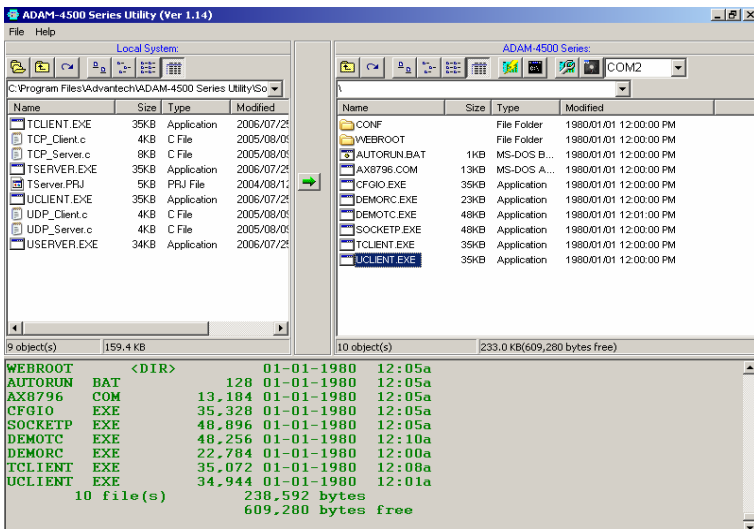 ADAM-4500 Series Utility (Ver 1.14)
File Help
Local System:
ADAM-4500 Series:
COM2
C:\Program Files\Advantech\ADAM-4500 Series Utility\So
\
Name Size Type Modified
TCLIENT.EXE 35KB Application 2006/07/25
TCP_Client.c 4KB C File 2005/08/09
TCP_Server.c 8KB C File 2005/08/09
TSERVER.EXE 35KB Application 2006/07/25
TServer.PRJ 5KB PRJ File 2004/08/12
UCLIENT.EXE 35KB Application 2006/07/25
UDP_Client.c 4KB C File 2005/08/09
UDP_Server.c 4KB C File 2005/08/09
USERVER.EXE 34KB Application 2006/07/25
9 object(s) 159.4 KB
Name Size Type Modified
CONF File Folder 1980/01/01 12:00:00 PM
WEBROOT File Folder 1980/01/01 12:00:00 PM
AUTORUN.BAT 1KB MS-DOS B... 1980/01/01 12:00:00 PM
AX8796.COM 13KB MS-DOS A... 1980/01/01 12:00:00 PM
CFGIO.EXE 35KB Application 1980/01/01 12:00:00 PM
DEMORC.EXE 23KB Application 1980/01/01 12:00:00 PM
DEMOTC.EXE 48KB Application 1980/01/01 12:01:00 PM
SOCKETP.EXE 48KB Application 1980/01/01 12:00:00 PM
TCLIENT.EXE 35KB Application 1980/01/01 12:00:00 PM
UCLIENT.EXE 35KB Application 1980/01/01 12:00:00 PM
10 object(s) 233.0 KB(609,280 bytes free)
WEBROOT <DIR> 01-01-1980 12:05a
AUTORUN BAT 128 01-01-1980 12:05a
AX8796 COM 13,184 01-01-1980 12:05a
CFGIO EXE 35,328 01-01-1980 12:05a
SOCKETP EXE 48,896 01-01-1980 12:05a
DEMOTC EXE 48,256 01-01-1980 12:10a
DEMORC EXE 22,784 01-01-1980 12:00a
TCLIENT EXE 35,072 01-01-1980 12:08a
UCLIENT EXE 34,944 01-01-1980 12:01a
10 file(s) 238,592 bytes
609,280 bytes free